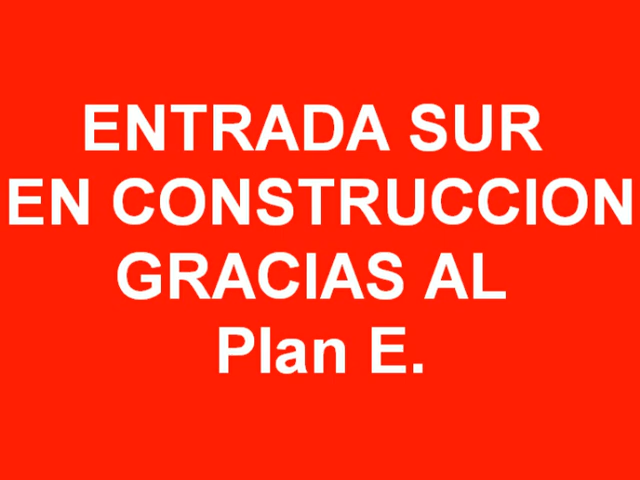 ENTRADA SUR
EN CONSTRUCCION
GRACIAS AL
Plan E.